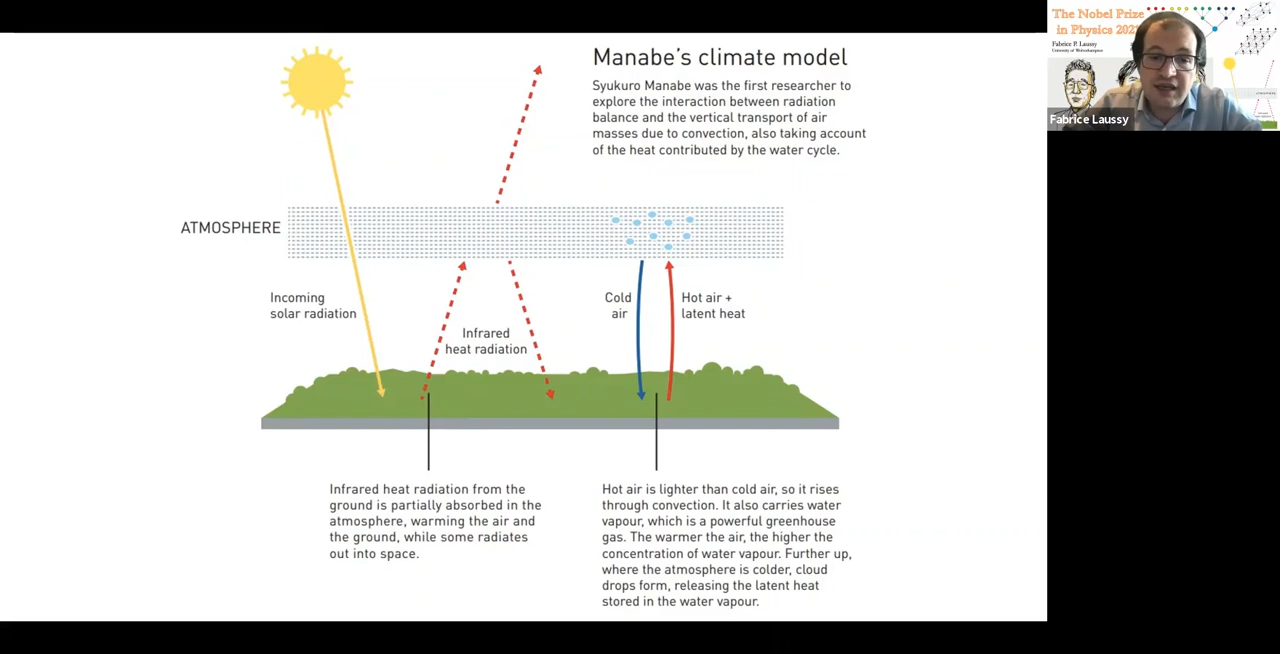 Manabe's climate model
Syukuro Manabe was the first researcher to
explore the interaction between radiation
balance and the vertical transport of air
masses due to convection, also taking account
of the heat contributed by the water cycle.
ATMOSPHERE
Incoming
solar radiation
Infrared
heat radiation
Cold
air
Hot air +
latent heat
Infrared heat radiation from the
ground is partially absorbed in the
atmosphere, warming the air and
the ground, while some radiates
out into space.
Hot air is lighter than cold air, so it rises
through convection. It also carries water
vapour, which is a powerful greenhouse
gas. The warmer the air, the higher the
concentration of water vapour. Further up,
where the atmosphere is colder, cloud
drops form, releasing the latent heat
stored in the water vapour.
The Nobel Prize
in Physics 202
Fabrice P. Laussy
University of Wolverhampton
Fabrice Laussy